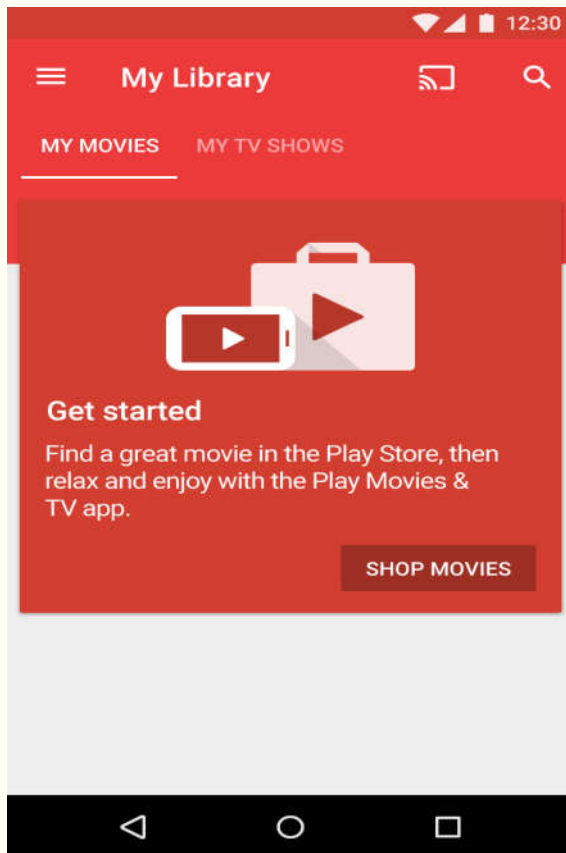 12:30
My Library
MY MOVIES MY TV SHOWS
Get started
Find a great movie in the Play Store, then
relax and enjoy with the Play Movies &
TV app.
SHOP MOVIES